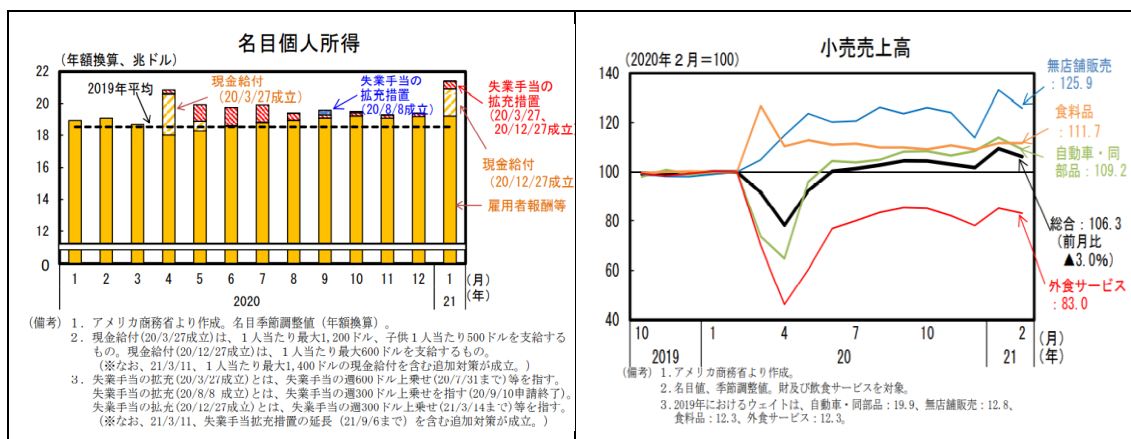 名目個人所得
(年額換算、兆ドル)
22
20
18
16
14
12
0
2019年平均
現金給付
(20/3/27成立)
失業手当の
拡充措置
(20/8/8成立)
失業手当の
拡充措置
(20/3/27、
20/12/27成立)
現金給付
(20/12/27成立)
雇用者報酬等
1 2 3 4 5 6 7 8 9 10 11 12 1 (月)
2020 21 (年)
(備考) 1. アメリカ商務省より作成。名目季節調整値(年額換算)。
2. 現金給付(20/3/27成立)は、1人当たり最大1,200ドル、子供1人当たり500ドルを支給する
もの。現金給付(20/12/27成立)は、1人当たり最大600ドルを支給するもの。
(※なお、21/3/11、1人当たり最大1,400ドルの現金給付を含む追加対策が成立。)
3. 失業手当の拡充(20/3/27成立)とは、失業手当の週600ドル上乗せ(20/7/31まで)等を指す。
失業手当の拡充(20/8/8 成立)とは、失業手当の週300ドル上乗せを指す(20/9/10申請終了)。
失業手当の拡充(20/12/27成立)とは、失業手当の週300ドル上乗せ(21/3/14まで)等を指す。
(※なお、21/3/11、失業手当拡充措置の延長(21/9/6まで)を含む追加対策が成立。)
小売売上高
(2020年2月=100)
140
120
100
80
60
40
無店舗販売
:125.9
食料品
:111.7
自動車・同
部品:109.2
総合:106.3
(前月比
▲3.0%)
外食サービス
:83.0
10 1 4 7 10 1 2 (月)
2019 20 21 (年)
(備考) 1.アメリカ商務省より作成。
2.名目値、季節調整値。財及び飲食サービスを対象。
3.2019年におけるウェイトは、自動車・同部品:19.9、無店舗販売:12.8、
食料品:12.3、外食サービス:12.3。